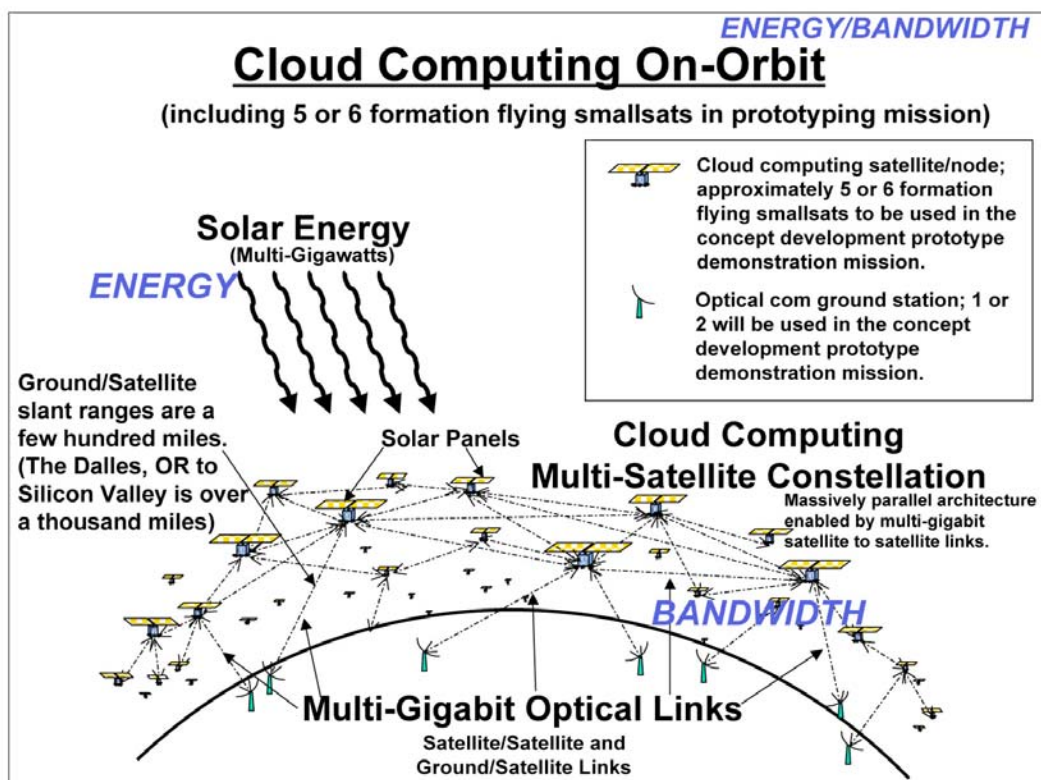 ENERGY/BANDWIDTH
Cloud Computing On-Orbit
(including 5 or 6 formation flying smallsats in prototyping mission)
Cloud computing satellite/node;
approximately 5 or 6 formation
flying smallsats to be used in the
concept development prototype
demonstration mission.
Optical com ground station; 1 or
2 will be used in the concept
development prototype
demonstration mission.
Solar Energy
(Multi-Gigawatts)
ENERGY
Ground/Satellite
slant ranges are a
few hundred miles.
(The Dalles, OR to
Silicon Valley is over
a thousand miles)
Solar Panels
Cloud Computing
Multi-Satellite Constellation
Massively parallel architecture
enabled by multi-gigabit
satellite to satellite links.
BANDWIDTH
Multi-Gigabit Optical Links
Satellite/Satellite and
Ground/Satellite Links